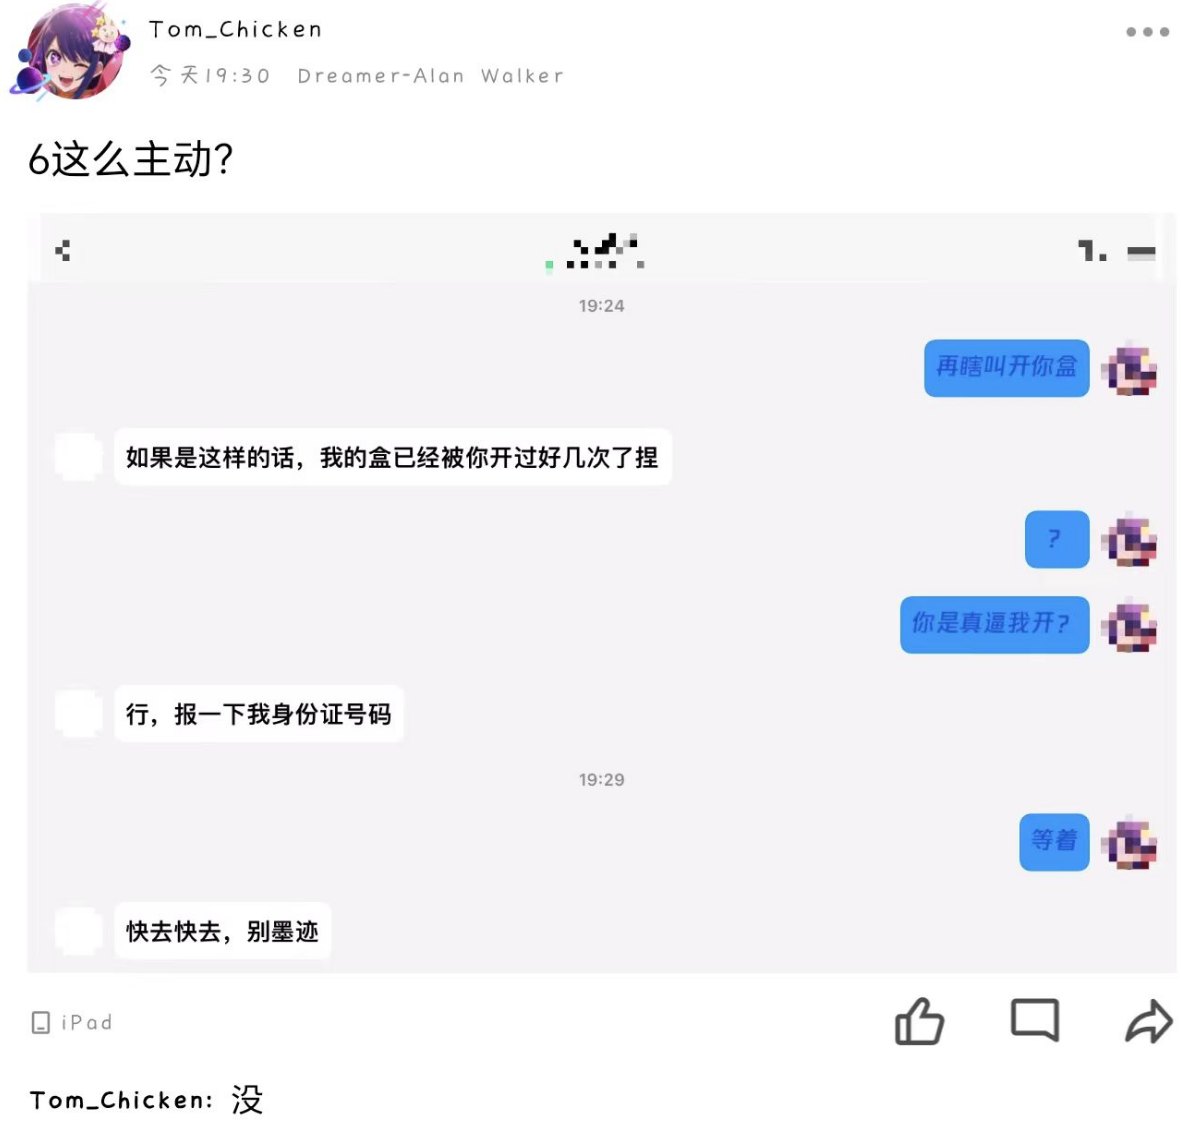 Tom_Chicken
今天19:30 Dreamer-Alan Walker
6这么主动?
19:24
再瞎叫开你盒
如果是这样的话，我的盒已经被你开过好几次了捏
?
你是真逼我开?
行，报一下我身份证号码
19:29
等着
快去快去，别墨迹
iPad
Tom_Chicken: 没